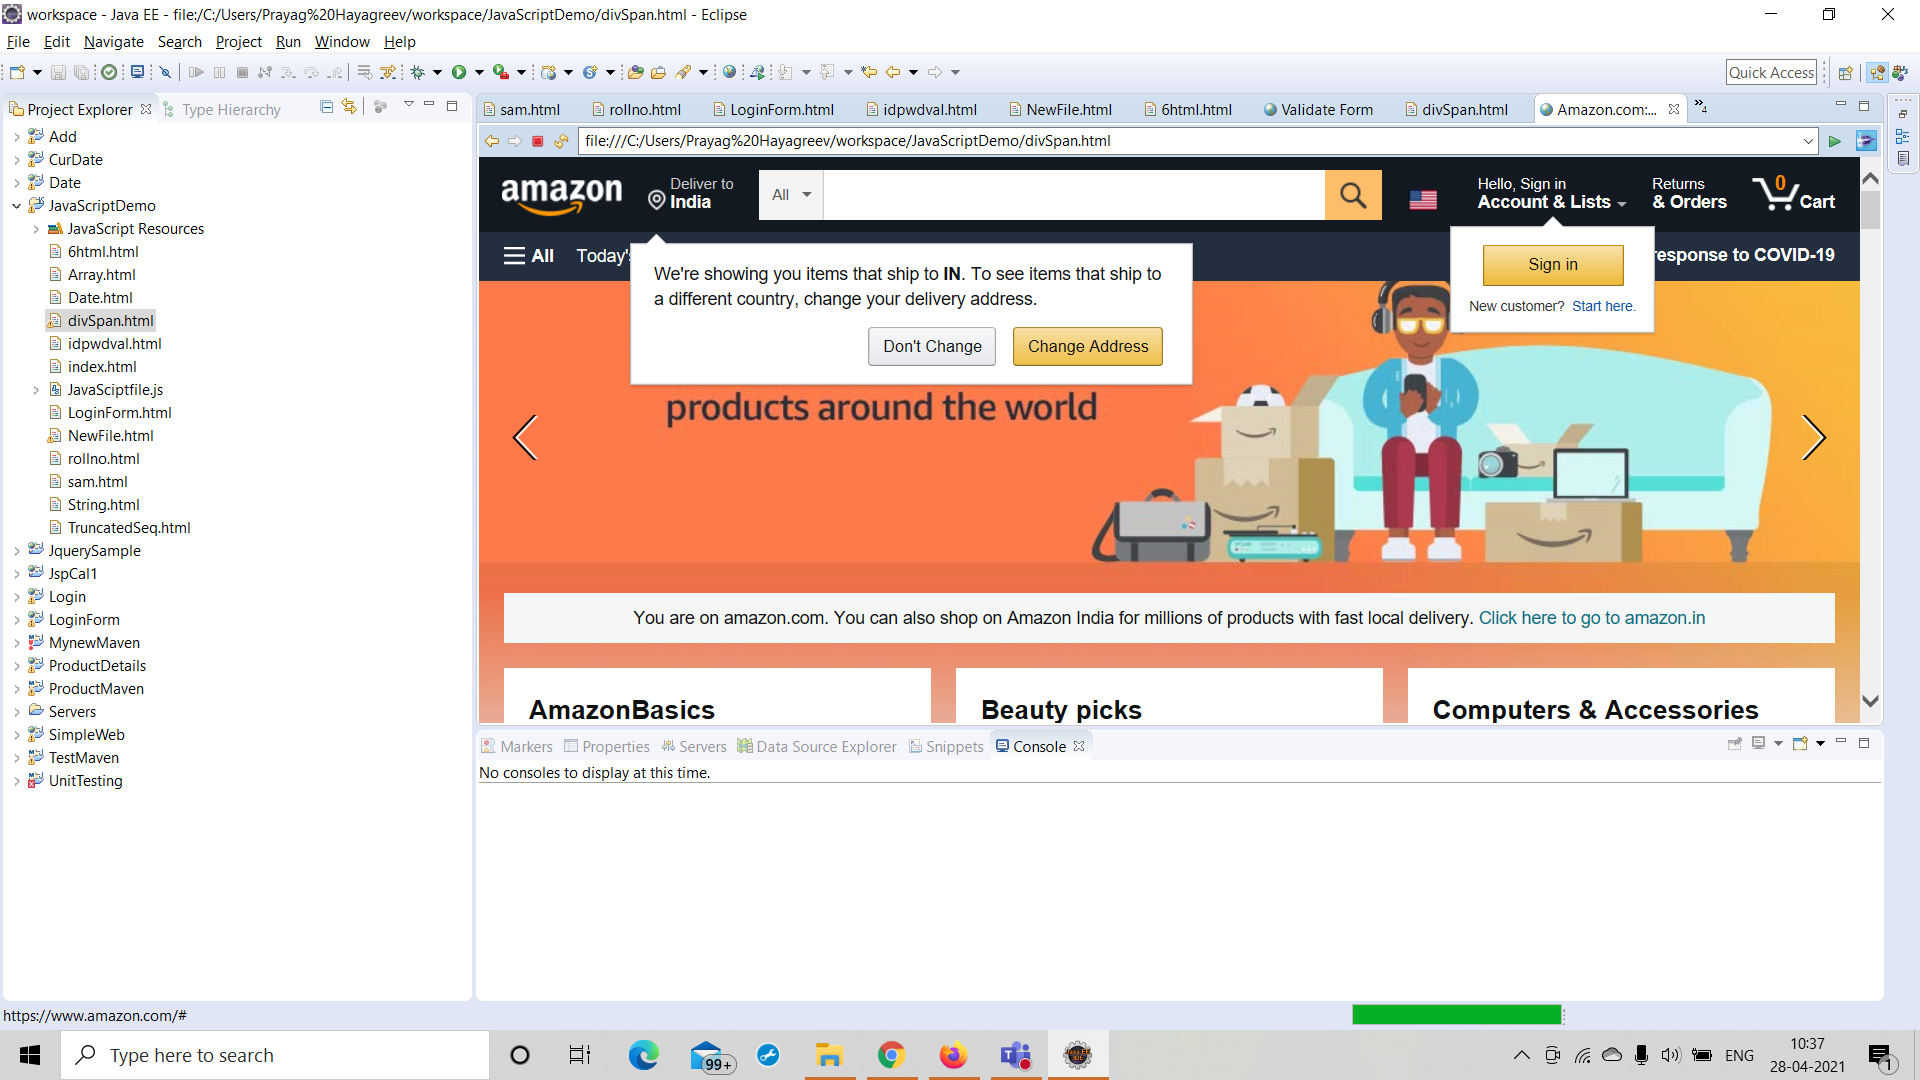 workspace - Java EE - file:/C:/Users/Prayag%20Hayagreev/workspace/JavaScriptDemo/divSpan.html - Eclipse
File Edit Navigate Search Project Run Window Help
Quick Access
Project Explorer Type Hierarchy
sam.html rollno.html LoginForm.html idpwdval.html NewFile.html 6html.html Validate Form divSpan.html Amazon.com:... 4
file:///C:/Users/Prayag%20Hayagreev/workspace/JavaScriptDemo/divSpan.html
Add
CurDate
Date
JavaScriptDemo
JavaScript Resources
6html.html
Array.html
Date.html
divSpan.html
idpwdval.html
index.html
JavaSciptfile.js
LoginForm.html
NewFile.html
rollno.html
sam.html
String.html
TruncatedSeq.html
JquerySample
JspCal1
Login
LoginForm
MynewMaven
ProductDetails
ProductMaven
Servers
SimpleWeb
TestMaven
UnitTesting
amazon
Deliver to
India
All
Hello, Sign in
Account & Lists
Returns
& Orders
0
Cart
All Today's
response to COVID-19
We're showing you items that ship to IN. To see items that ship to
a different country, change your delivery address.
Don't Change Change Address
Sign in
New customer? Start here.
products around the world
You are on amazon.com. You can also shop on Amazon India for millions of products with fast local delivery. Click here to go to amazon.in
AmazonBasics Beauty picks Computers & Accessories
Markers Properties Servers Data Source Explorer Snippets Console
No consoles to display at this time.
https://www.amazon.com/#
Type here to search
99+
ENG
10:37
28-04-2021
1